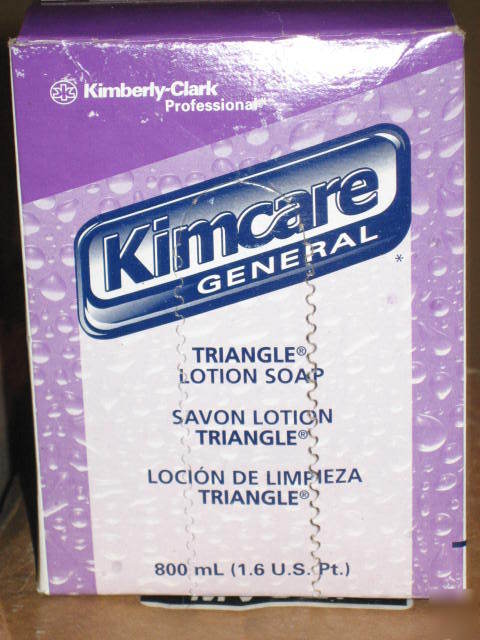 Kimberly-Clark
Professional*
Kimcare
GENERAL
*
TRIANGLE®
LOTION SOAP
SAVON LOTION
TRIANGLE®
LOCIÓN DE LIMPIEZA
TRIANGLE®
800 mL (1.6 U.S. Pt.)